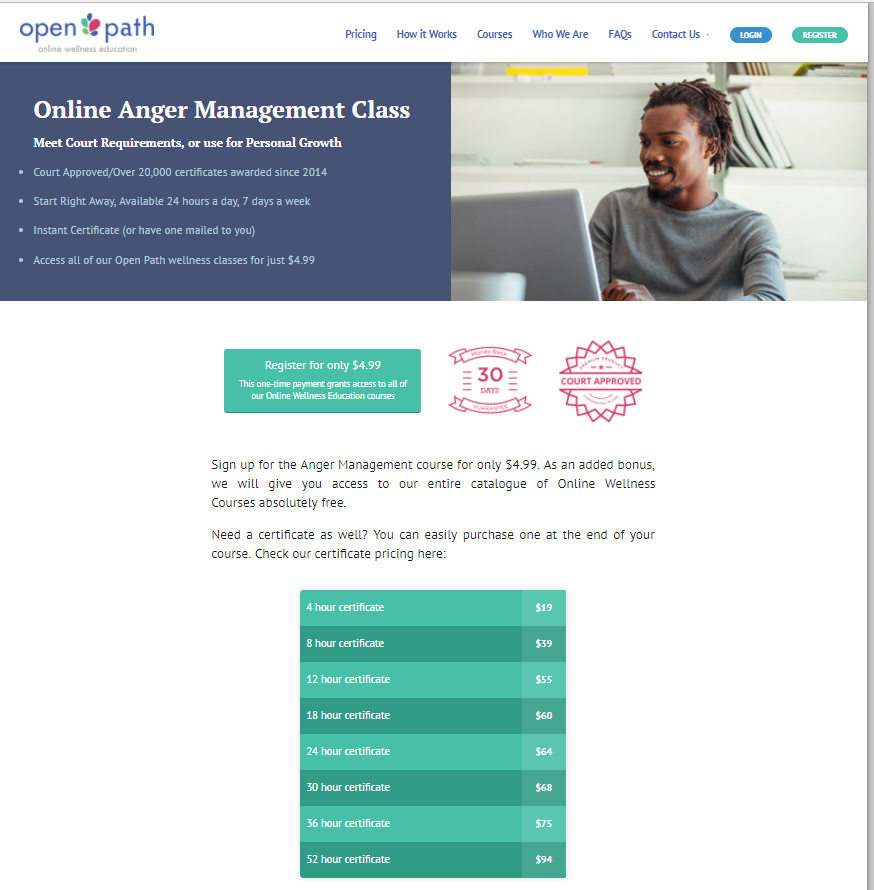 open path
online wellness education
Pricing
How it Works
Courses
Who We Are
FAQs
Contact Us
LOGIN
REGISTER
Online Anger Management Class
Meet Court Requirements, or use for Personal Growth
Court Approved/Over 20,000 certificates awarded since 2014
Start Right Away, Available 24 hours a day, 7 days a week
Instant Certificate (or have one mailed to you)
Access all of our Open Path wellness classes for just $4.99
Register for only $4.99
This one-time payment grants access to all of
our Online Wellness Education courses
Money Back
30
DAYS
GUARANTEE
PREMIUM PRODUCT
COURT APPROVED
Sign up for the Anger Management course for only $4.99. As an added bonus,
we will give you access to our entire catalogue of Online Wellness
Courses absolutely free.
Need a certificate as well? You can easily purchase one at the end of your
course. Check our certificate pricing here:
4 hour certificate $19
8 hour certificate $39
12 hour certificate $55
18 hour certificate $60
24 hour certificate $64
30 hour certificate $68
36 hour certificate $75
52 hour certificate $94